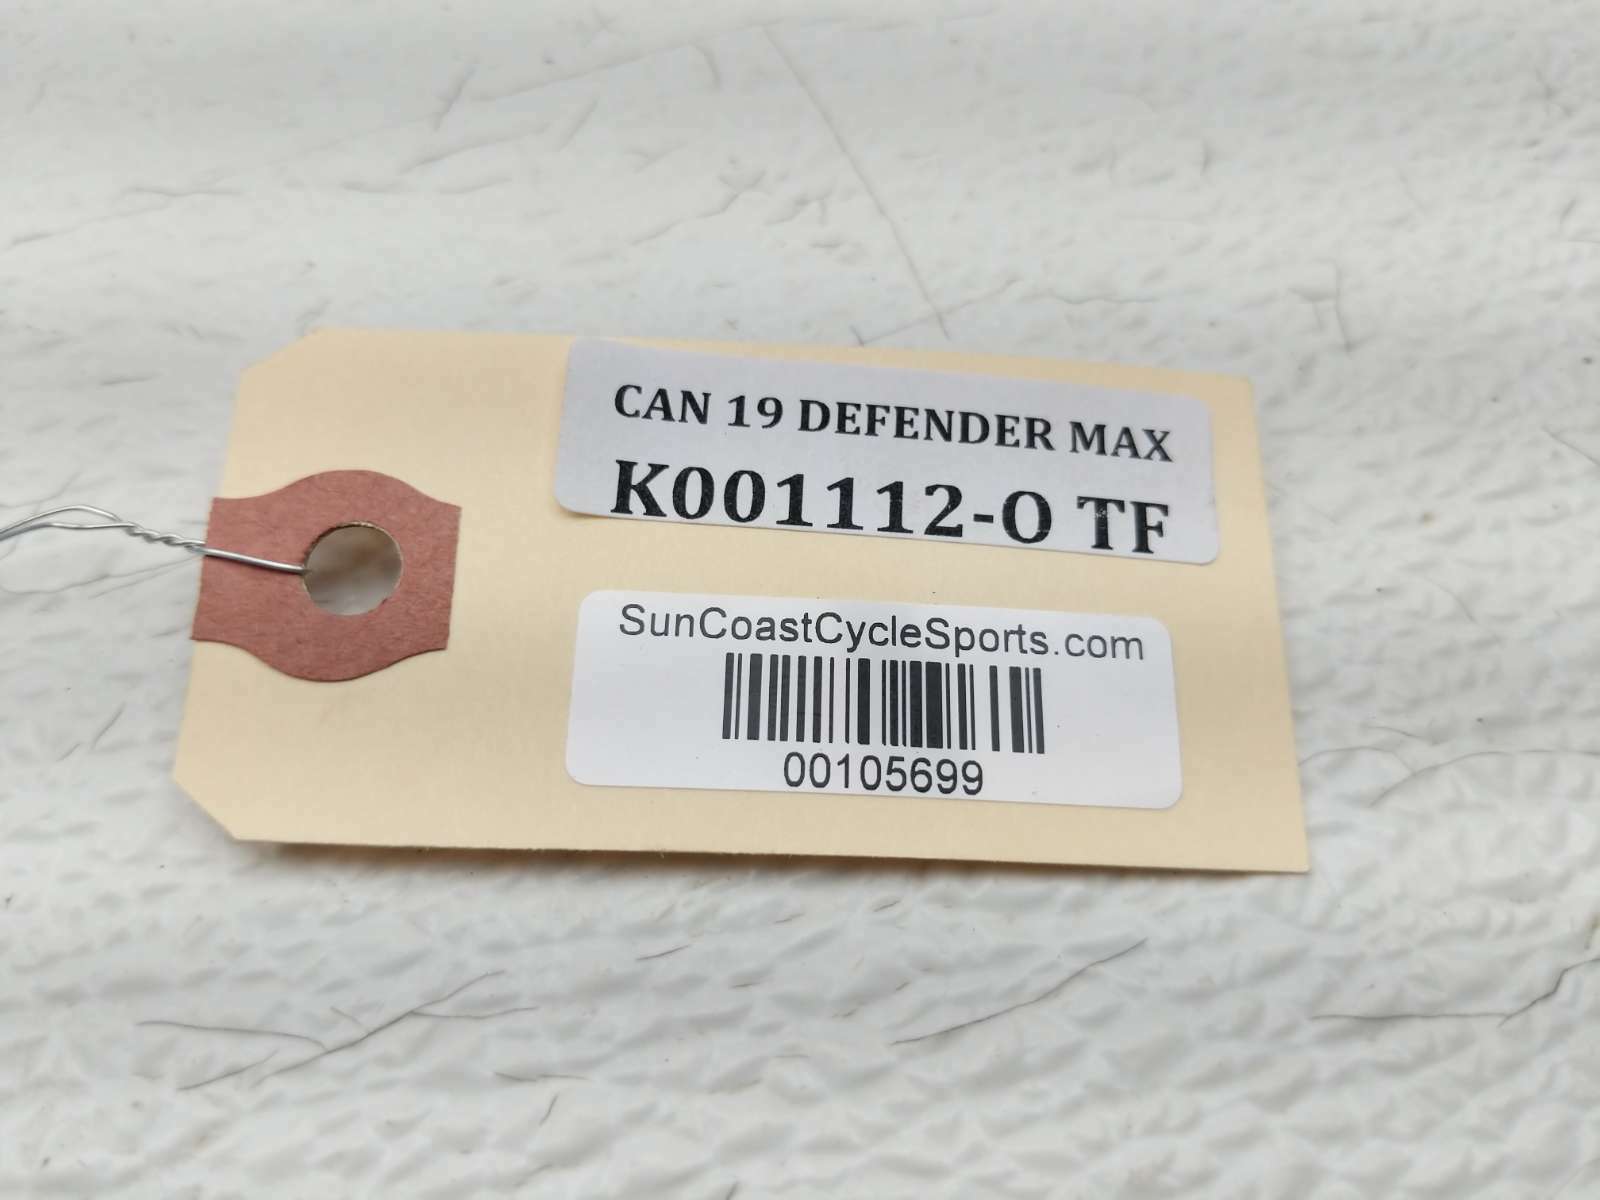 CAN 19 DEFENDER MAX
K001112-O TF
SunCoastCycleSports.com
00105699